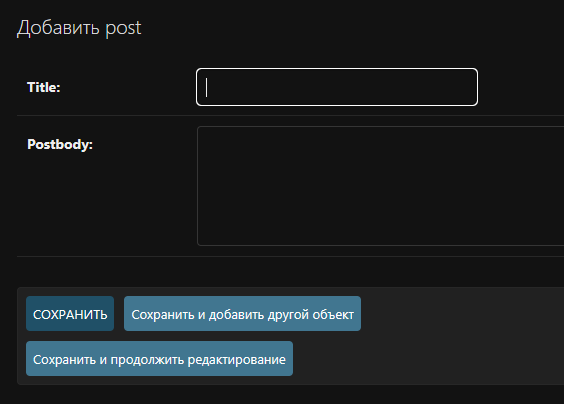 Добавить post
Title:
Postbody:
СОХРАНИТЬ
Сохранить и добавить другой объект
Сохранить и продолжить редактирование